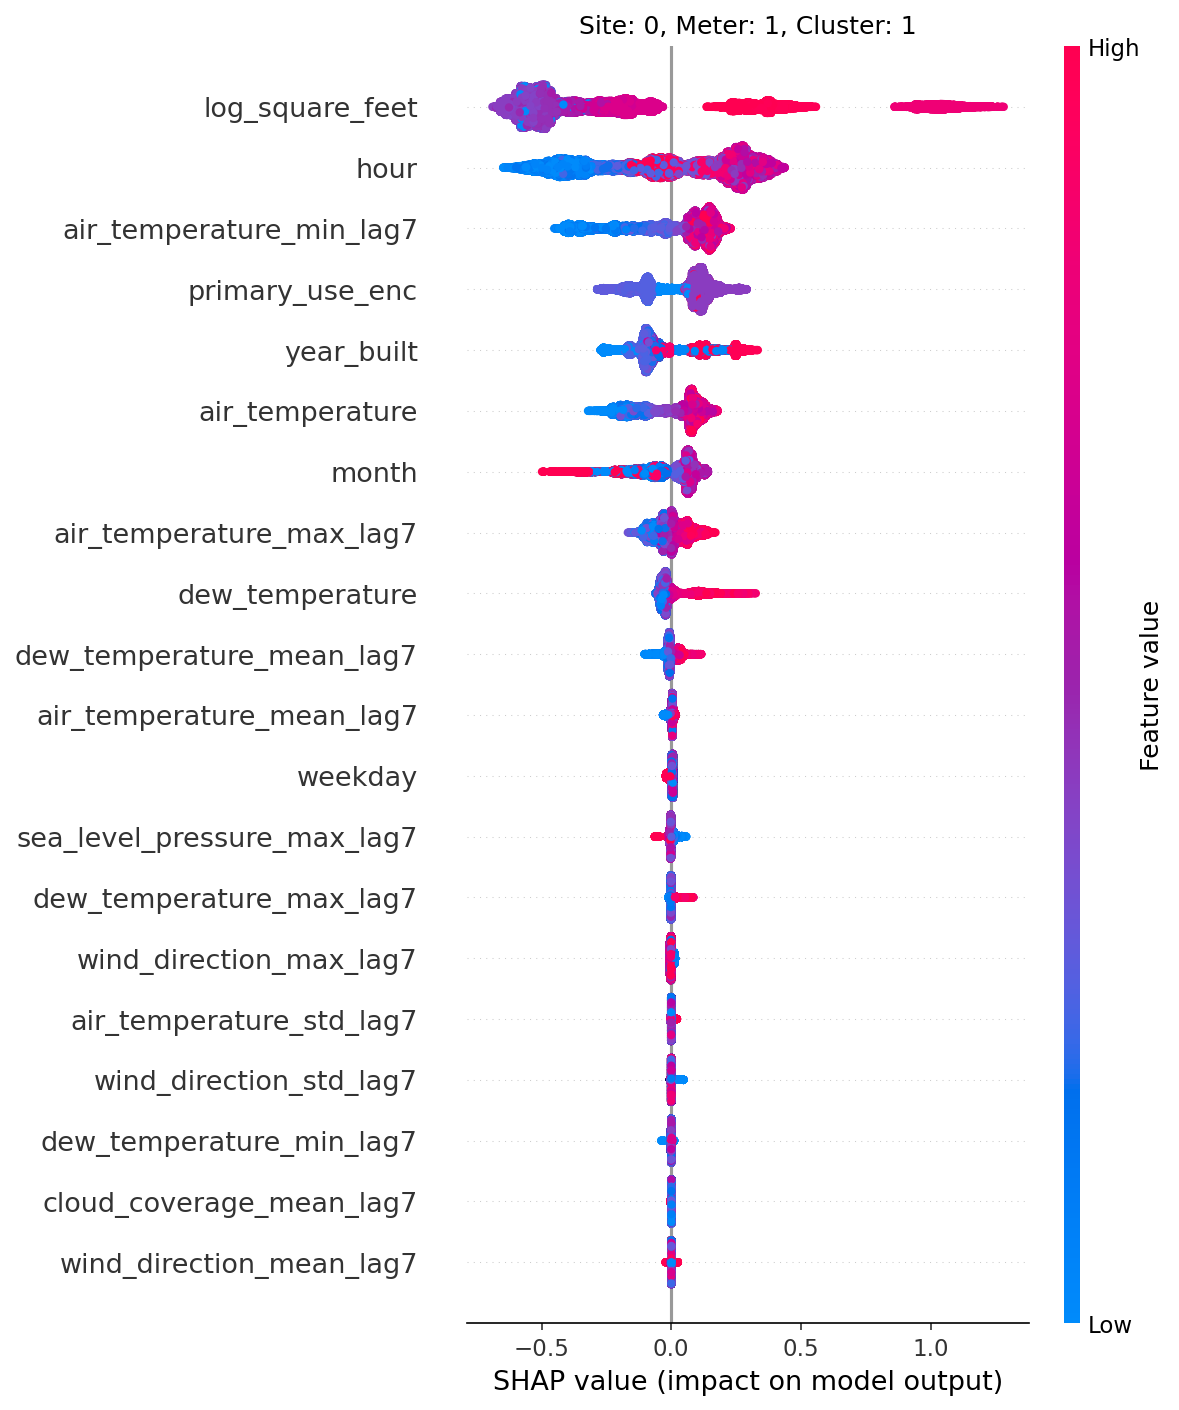 Site: 0, Meter: 1, Cluster: 1
High
log_square_feet
hour
air_temperature_min_lag7
primary_use_enc
year_built
air_temperature
month
air_temperature_max_lag7
dew_temperature
dew_temperature_mean_lag7
air_temperature_mean_lag7
weekday
sea_level_pressure_max_lag7
dew_temperature_max_lag7
wind_direction_max_lag7
air_temperature_std_lag7
wind_direction_std_lag7
dew_temperature_min_lag7
cloud_coverage_mean_lag7
wind_direction_mean_lag7
Feature value
Low
−0.5 0.0 0.5 1.0
SHAP value (impact on model output)